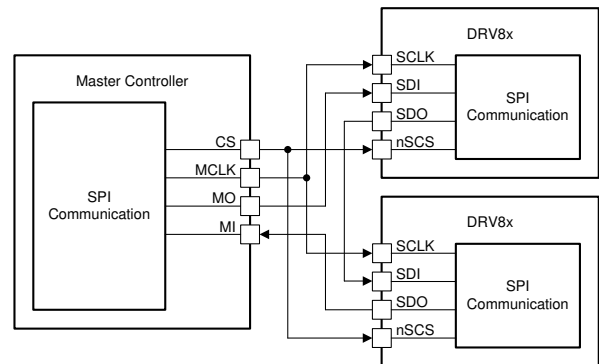 Master Controller
SPI
Communication
CS
MCLK
MO
MI
DRV8x
SCLK
SDI
SDO
nSCS
SPI
Communication
DRV8x
SCLK
SDI
SDO
nSCS
SPI
Communication